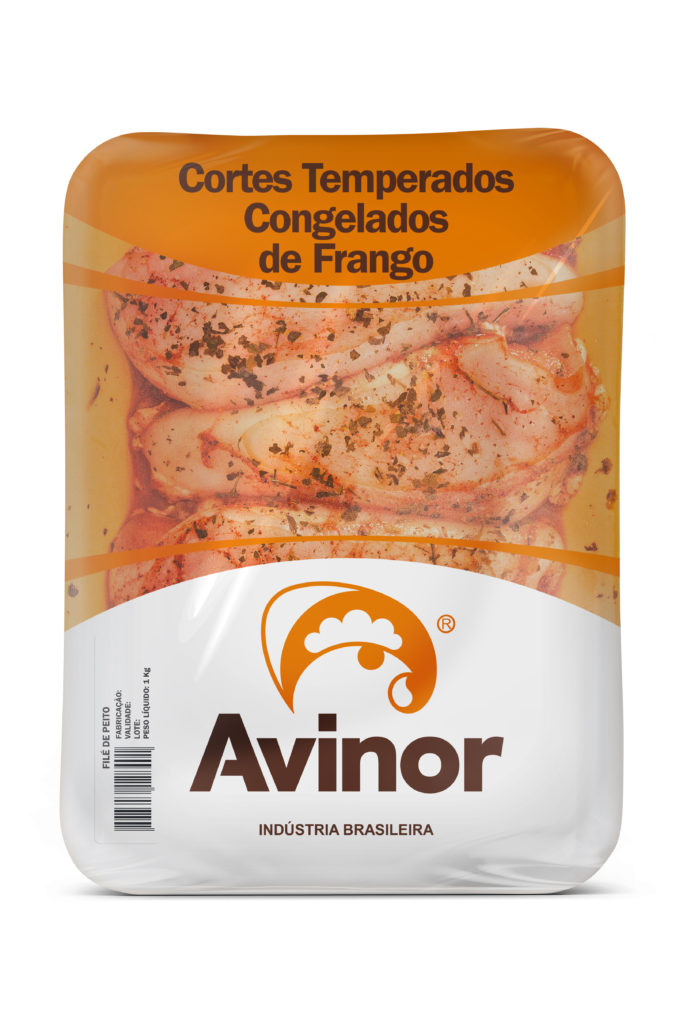 Cortes Temperados
Congelados
de Frango
®
Avinor
INDÚSTRIA BRASILEIRA
FILÉ DE PEITO
FABRICAÇÃO:
VALIDADE:
LOTE:
PESO LÍQUIDO: 1 Kg